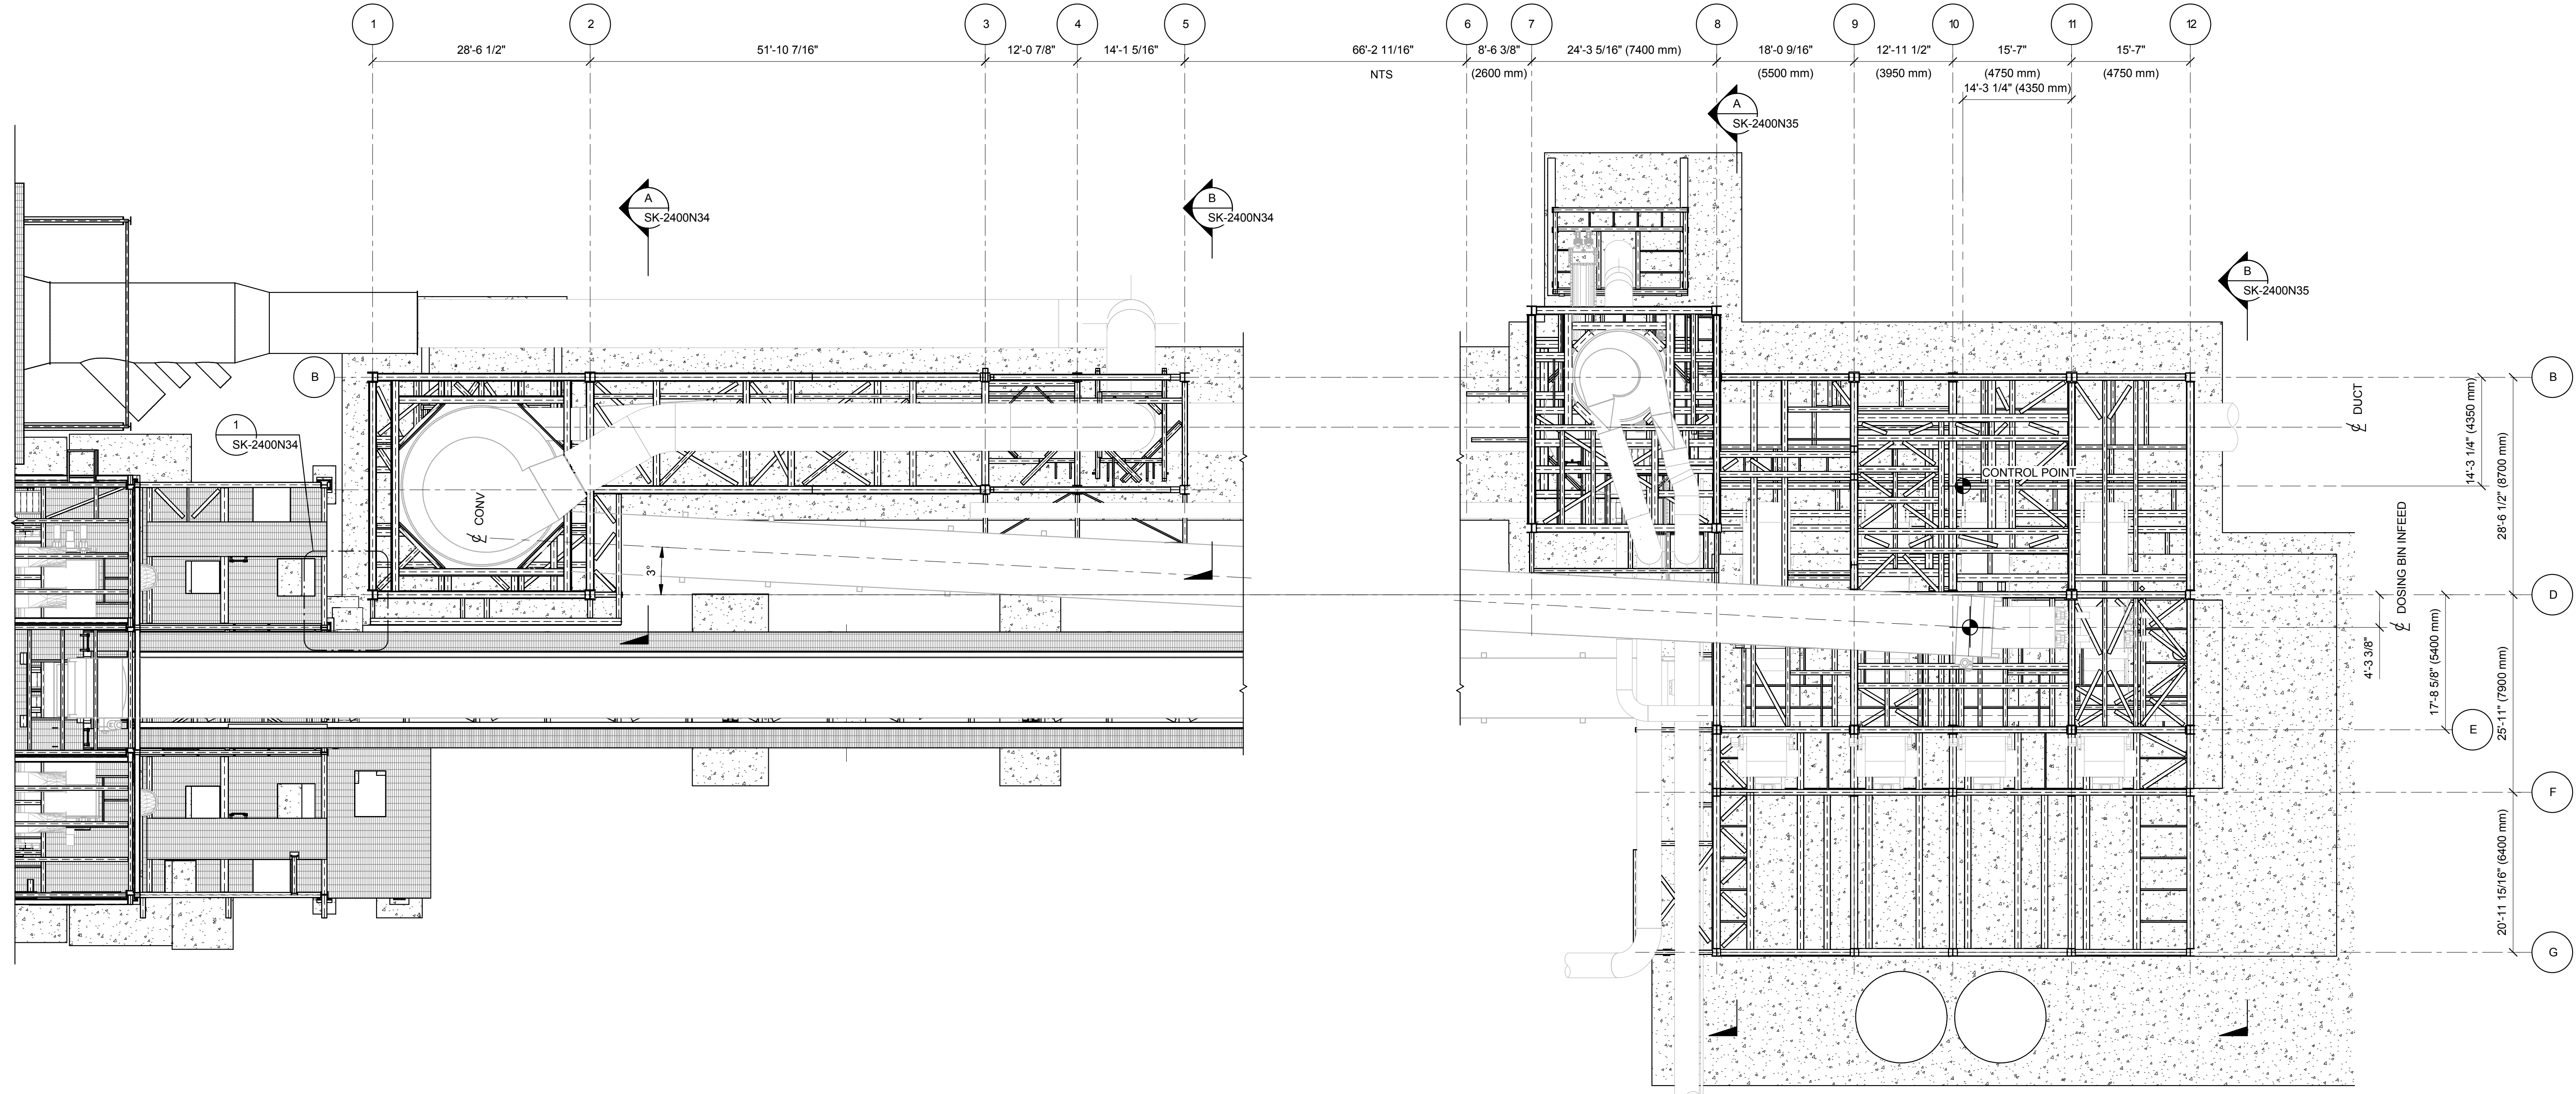 1
2
3
4
5
6
7
8
9
10
11
12
28'-6 1/2"
51'-10 7/16"
12'-0 7/8"
14'-1 5/16"
66'-2 11/16"
8'-6 3/8"
24'-3 5/16" (7400 mm)
18'-0 9/16"
12'-11 1/2"
15'-7"
15'-7"
NTS
(2600 mm)
(5500 mm)
(3950 mm)
(4750 mm)
(4750 mm)
14'-3 1/4" (4350 mm)
A
SK-2400N35
A
SK-2400N34
B
SK-2400N34
B
SK-2400N35
B
B
1
SK-2400N34
℄ DUCT
14'-3 1/4" (4350 mm)
28'-6 1/2" (8700 mm)
CONTROL POINT
℄ CONV
3°
℄ DOSING BIN INFEED
D
4'-3 3/8"
17'-8 5/8" (5400 mm)
25'-11" (7900 mm)
E
F
20'-11 15/16" (6400 mm)
G